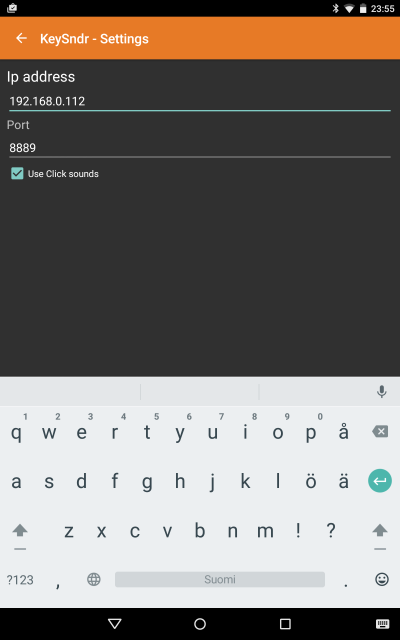 23:55
KeySndr - Settings
Ip address
192.168.0.112
Port
8889
Use Click sounds
1 2 3 4 5 6 7 8 9 0
q w e r t y u i o p å
a s d f g h j k l ö ä
z x c v b n m ! ?
?123 , Suomi .